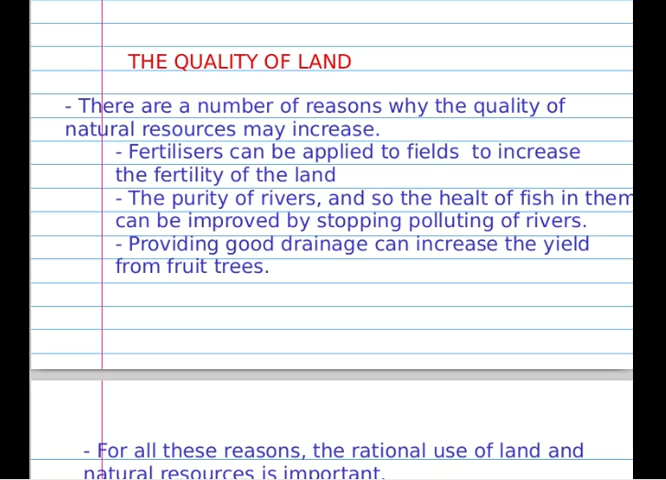 THE QUALITY OF LAND
- There are a number of reasons why the quality of
natural resources may increase.
- Fertilisers can be applied to fields  to increase
the fertility of the land
- The purity of rivers, and so the healt of fish in them
can be improved by stopping polluting of rivers.
- Providing good drainage can increase the yield
from fruit trees.
- For all these reasons, the rational use of land and
natural resources is important.